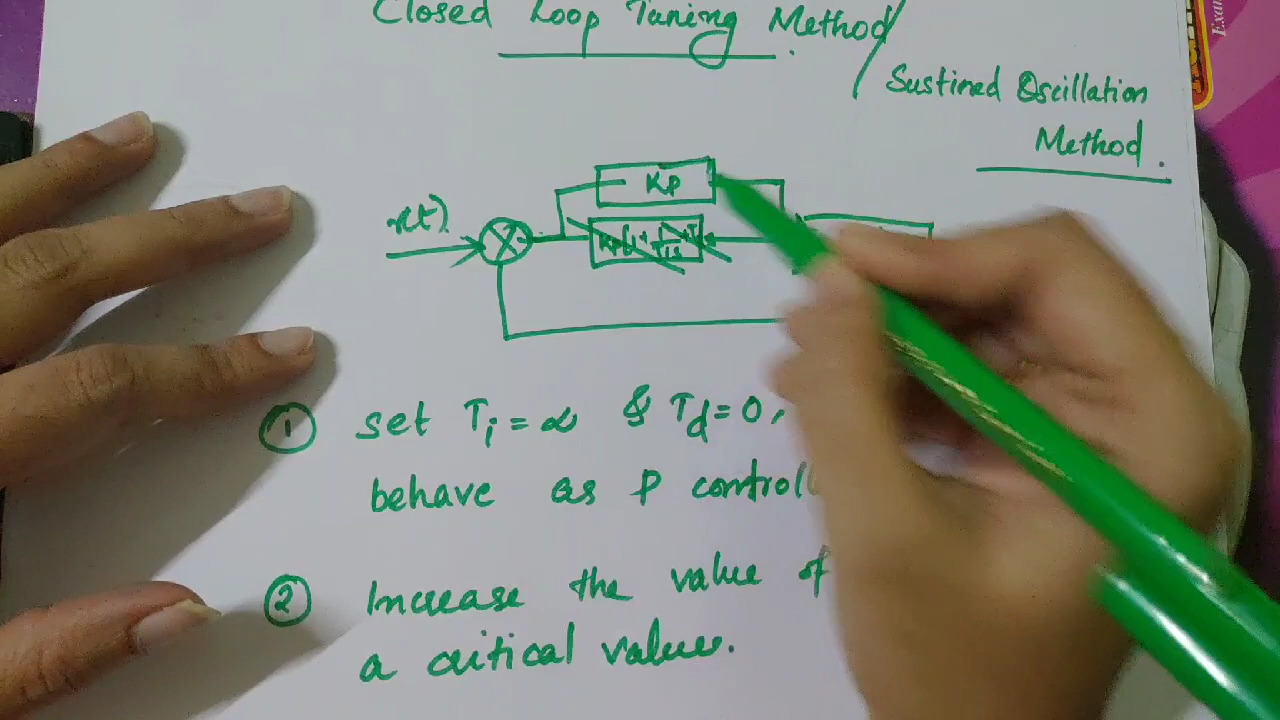 Closed Loop Tuning Method/
Sustined Oscillation
Method.
Kp
r(t)
① set Ti = ∞ & Td = 0,
behave as P controll
② Increase the value of
a critical value.